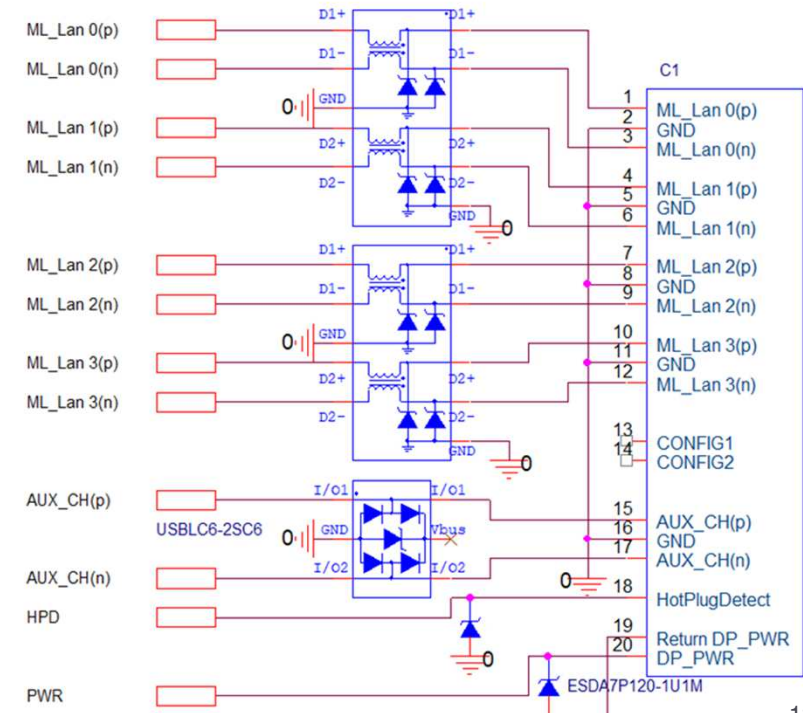 ML_Lan 0(p)
D1+
D1+
ML_Lan 0(n)
D1-
D1-
C1
0
GND
1
ML_Lan 0(p)
2
GND
ML_Lan 1(p)
D2+
D2+
3
ML_Lan 0(n)
ML_Lan 1(n)
D2-
D2-
4
ML_Lan 1(p)
5
GND
GND
0
6
ML_Lan 1(n)
ML_Lan 2(p)
D1+
D1+
7
ML_Lan 2(p)
8
GND
ML_Lan 2(n)
D1-
D1-
9
ML_Lan 2(n)
0
GND
10
ML_Lan 3(p)
ML_Lan 3(p)
D2+
D2+
11
GND
12
ML_Lan 3(n)
ML_Lan 3(n)
D2-
D2-
13
CONFIG1
GND
0
14
CONFIG2
AUX_CH(p)
I/O1
I/O1
15
AUX_CH(p)
USBLC6-2SC6
0
GND
Vbus
16
GND
17
AUX_CH(n)
AUX_CH(n)
I/O2
I/O2
0
18
HotPlugDetect
HPD
19
Return DP_PWR
0
20
DP_PWR
PWR
ESDA7P120-1U1M
1